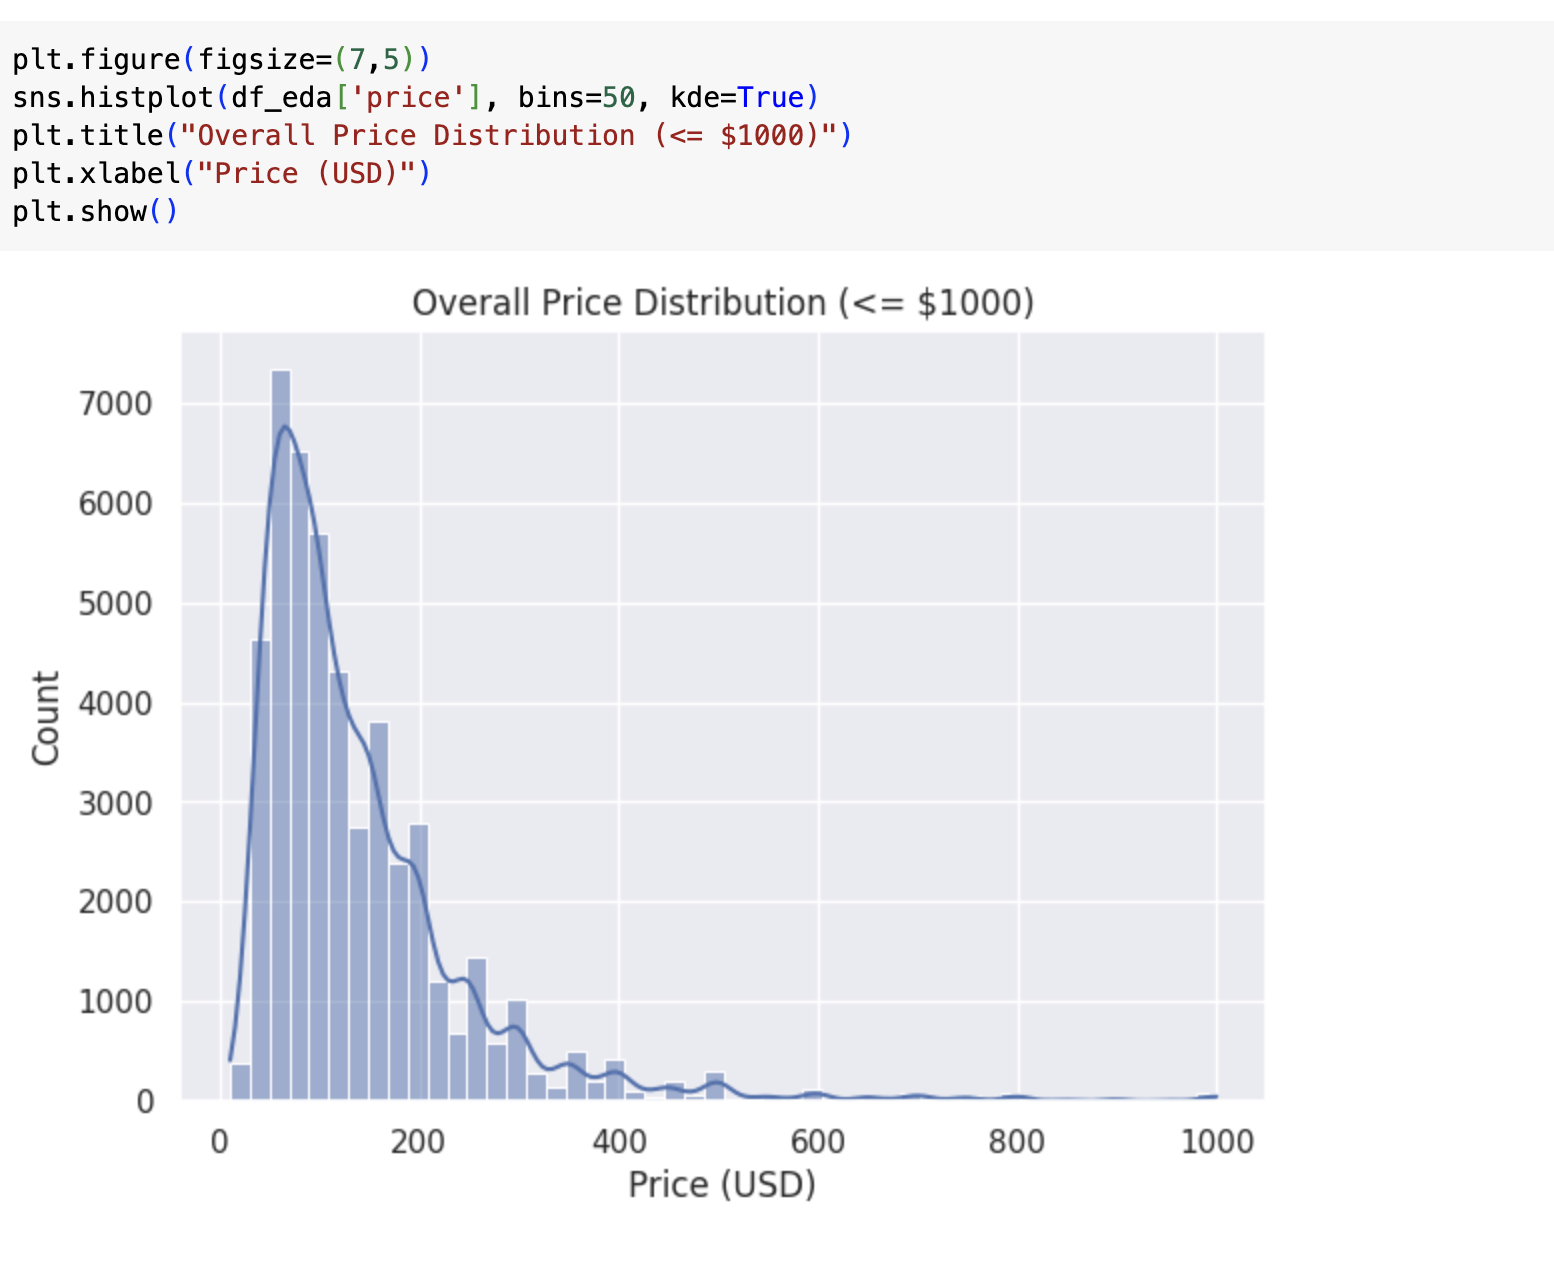 plt.figure(figsize=(7,5))
sns.histplot(df_eda['price'], bins=50, kde=True)
plt.title("Overall Price Distribution (<= $1000)")
plt.xlabel("Price (USD)")
plt.show()
Overall Price Distribution (<= $1000)
7000
6000
5000
4000
3000
2000
1000
0
Count
0 200 400 600 800 1000
Price (USD)